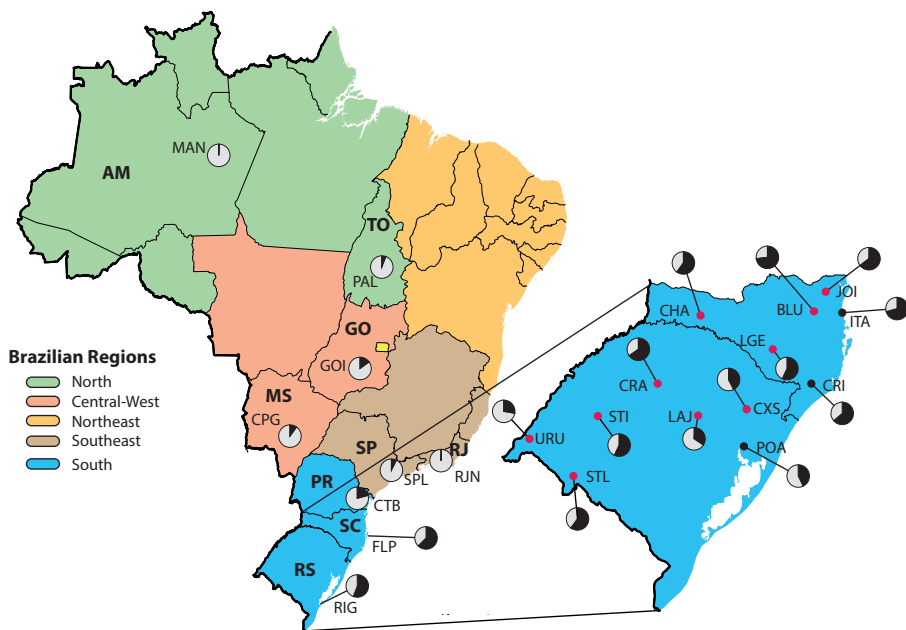 MAN
AM
TO
PAL
GO
GOI
MS
CPG
SP
SPL
RJ
RJN
PR
CTB
SC
FLP
RS
RIG
Brazilian Regions
North
Central-West
Northeast
Southeast
South
CHA
BLU
JOI
ITA
LGE
CRA
CRI
CXS
STI
LAJ
URU
POA
STL